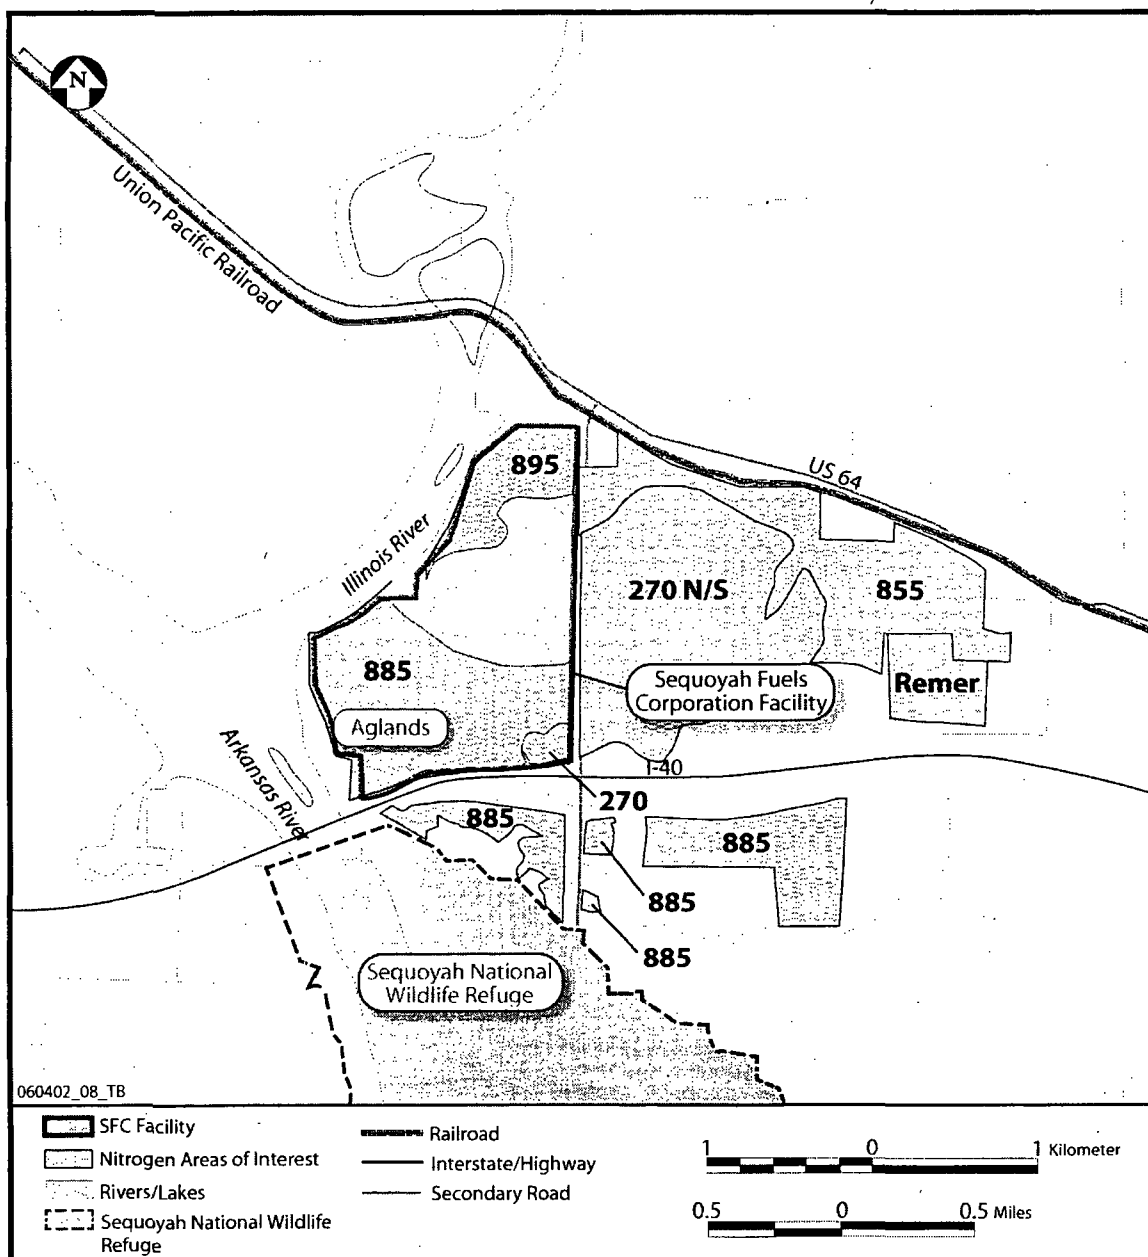 N
Union Pacific Railroad
US 64
895
Illinois River
270 N/S
855
885
Remer
Sequoyah Fuels
Corporation Facility
Aglands
Arkansas River
I-40
270
885
885
885
885
Sequoyah National
Wildlife Refuge
060402_08_TB
SFC Facility
Nitrogen Areas of Interest
Rivers/Lakes
Sequoyah National Wildlife
Refuge
Railroad
Interstate/Highway
Secondary Road
1 0 1 Kilometer
0.5 0 0.5 Miles